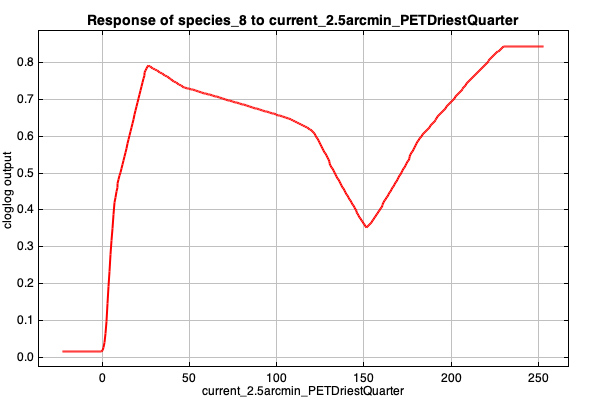 Response of species_8 to current_2.5arcmin_PETDriestQuarter
cloglog output
0.8
0.7
0.6
0.5
0.4
0.3
0.2
0.1
0.0
0 50 100 150 200 250
current_2.5arcmin_PETDriestQuarter